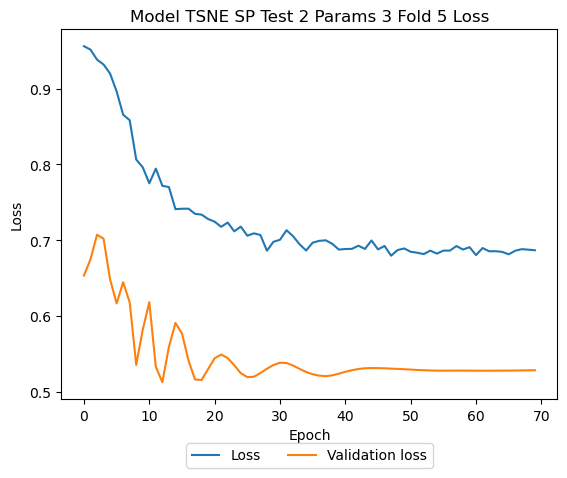 Model TSNE SP Test 2 Params 3 Fold 5 Loss
Loss
0.9
0.8
0.7
0.6
0.5
0 10 20 30 40 50 60 70
Epoch
Loss Validation loss